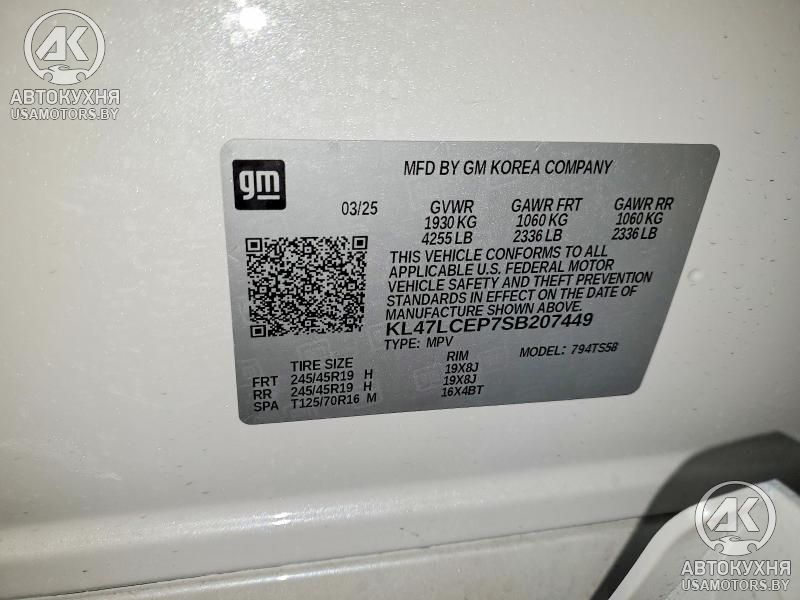 AK
АВТОКУХНЯ
USAMOTORS.BY
gm
MFD BY GM KOREA COMPANY
03/25 GVWR GAWR FRT GAWR RR
1930 KG 1060 KG 1060 KG
4255 LB 2336 LB 2336 LB
THIS VEHICLE CONFORMS TO ALL
APPLICABLE U.S. FEDERAL MOTOR
VEHICLE SAFETY AND THEFT PREVENTION
STANDARDS IN EFFECT ON THE DATE OF
MANUFACTURE SHOWN ABOVE.
KL47LCEP7SB207449
TYPE: MPV MODEL: 794TS58
TIRE SIZE RIM
FRT 245/45R19 H 19X8J
RR 245/45R19 H 19X8J
SPA T125/70R16 M 16X4BT
AK
АВТОКУХНЯ
USAMOTORS.BY